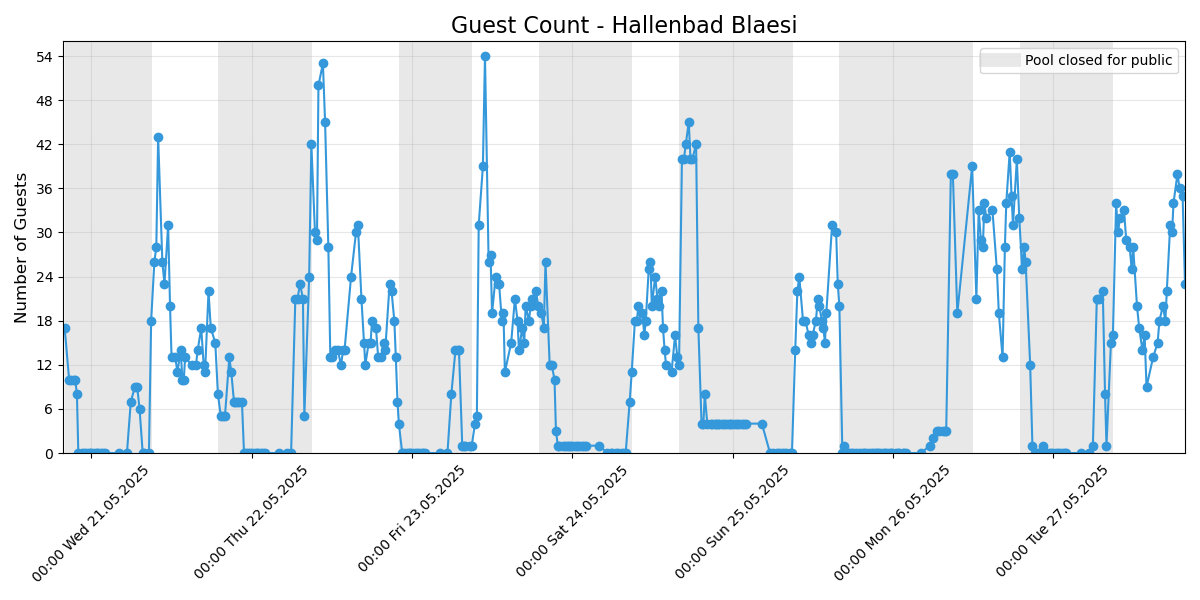 Guest Count - Hallenbad Blaesi
Pool closed for public
Number of Guests
54
48
42
36
30
24
18
12
6
0
00:00 Wed 21.05.2025
00:00 Thu 22.05.2025
00:00 Fri 23.05.2025
00:00 Sat 24.05.2025
00:00 Sun 25.05.2025
00:00 Mon 26.05.2025
00:00 Tue 27.05.2025